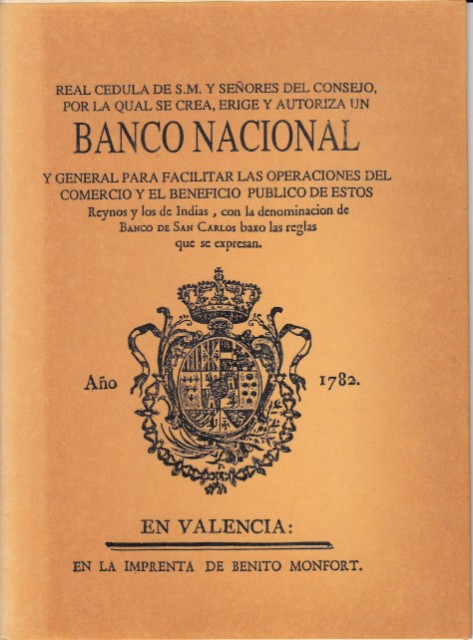 REAL CEDULA DE S.M. Y SEÑORES DEL CONSEJO,
POR LA QUAL SE CREA, ERIGE Y AUTORIZA UN
BANCO NACIONAL
Y GENERAL PARA FACILITAR LAS OPERACIONES DEL
COMERCIO Y EL BENEFICIO PUBLICO DE ESTOS
Reynos y los de Indias , con la denominacion de
BANCO DE SAN CARLOS baxo las reglas
que se expresan.
Año 1782.
EN VALENCIA:
EN LA IMPRENTA DE BENITO MONFORT.